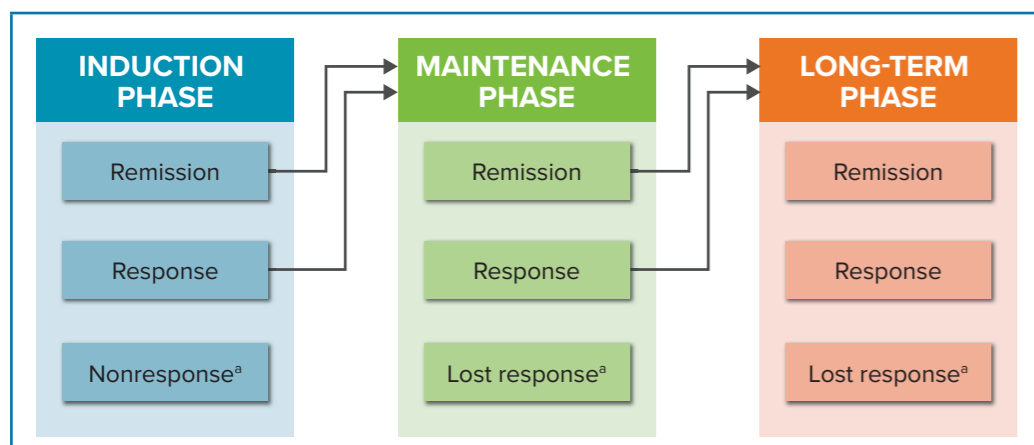 INDUCTION
PHASE
Remission
Response
Nonresponseᵃ
MAINTENANCE
PHASE
Remission
Response
Lost responseᵃ
LONG-TERM
PHASE
Remission
Response
Lost responseᵃ